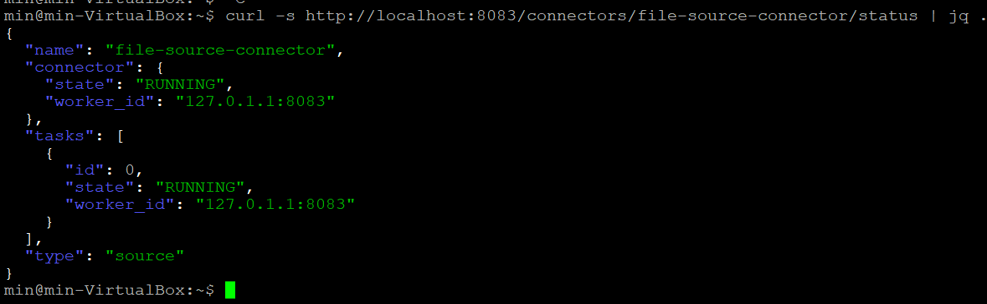 min@min-VirtualBox:~$ ^C
min@min-VirtualBox:~$ curl -s http://localhost:8083/connectors/file-source-connector/status | jq .
{
  "name": "file-source-connector",
  "connector": {
    "state": "RUNNING",
    "worker_id": "127.0.1.1:8083"
  },
  "tasks": [
    {
      "id": 0,
      "state": "RUNNING",
      "worker_id": "127.0.1.1:8083"
    }
  ],
  "type": "source"
}
min@min-VirtualBox:~$